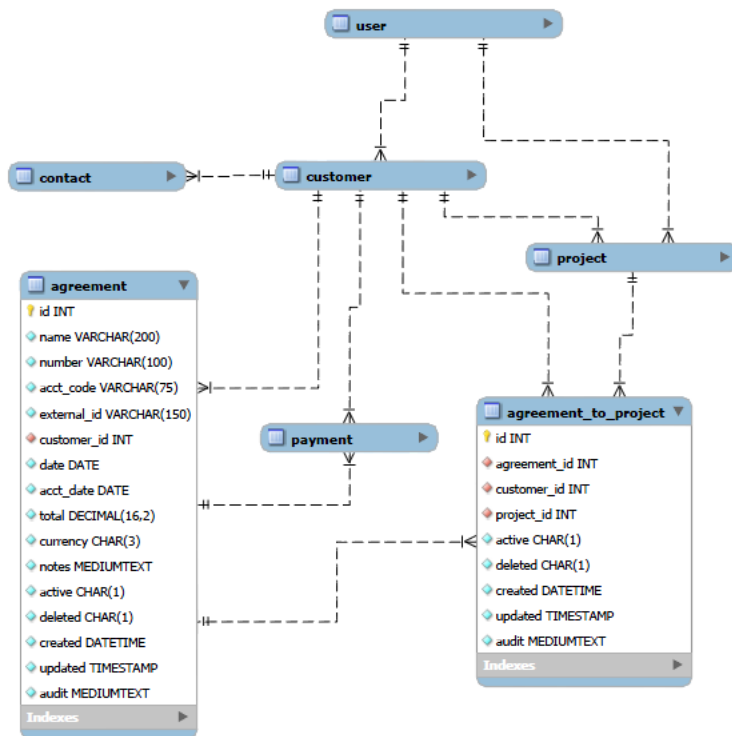 user
contact
customer
project
agreement
id INT
name VARCHAR(200)
number VARCHAR(100)
acct_code VARCHAR(75)
external_id VARCHAR(150)
customer_id INT
date DATE
acct_date DATE
total DECIMAL(16,2)
currency CHAR(3)
notes MEDIUMTEXT
active CHAR(1)
deleted CHAR(1)
created DATETIME
updated TIMESTAMP
audit MEDIUMTEXT
Indexes
payment
agreement_to_project
id INT
agreement_id INT
customer_id INT
project_id INT
active CHAR(1)
deleted CHAR(1)
created DATETIME
updated TIMESTAMP
audit MEDIUMTEXT
Indexes